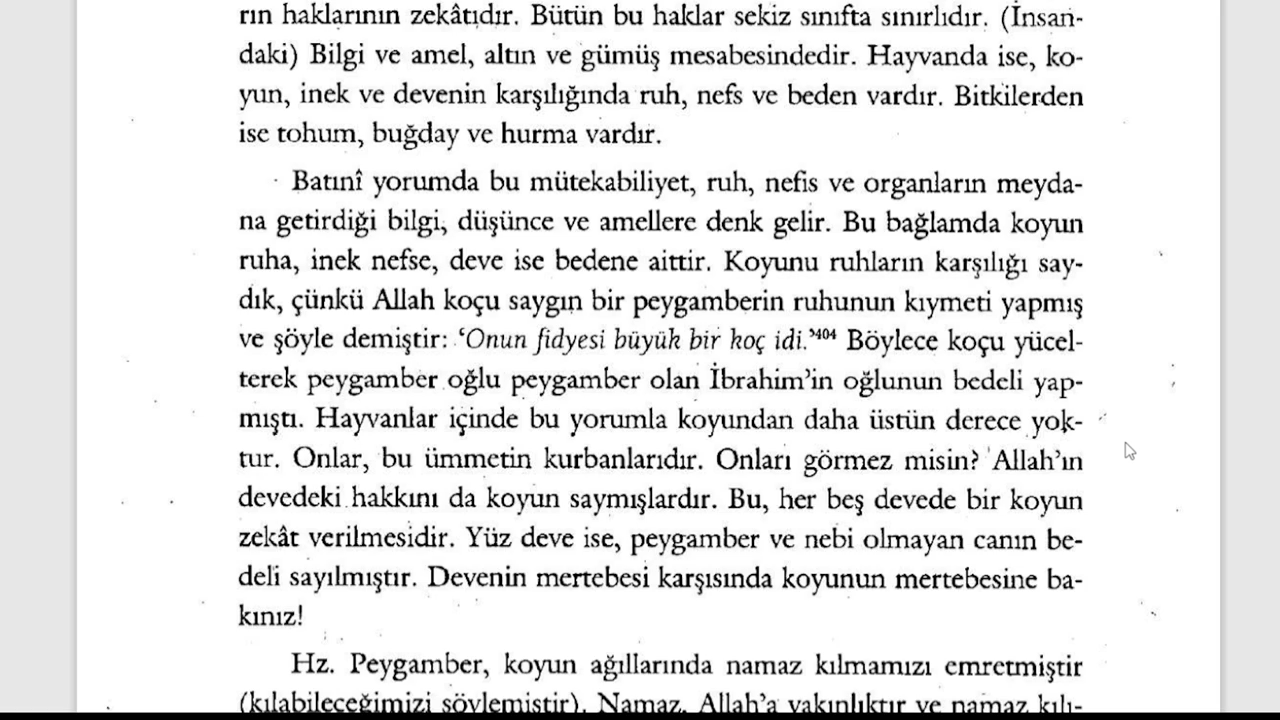 rın haklarının zekâtıdır. Bütün bu haklar sekiz sınıfta sınırlıdır. (İnsan-
daki) Bilgi ve amel, altın ve gümüş mesabesindedir. Hayvanda ise, ko-
yun, inek ve devenin karşılığında ruh, nefs ve beden vardır. Bitkilerden
ise tohum, buğday ve hurma vardır.
Batınî yorumda bu mütekabiliyet, ruh, nefis ve organların meyda-
na getirdiği bilgi, düşünce ve amellere denk gelir. Bu bağlamda koyun
ruha, inek nefse, deve ise bedene aittir. Koyunu ruhların karşılığı say-
dık, çünkü Allah koçu saygın bir peygamberin ruhunun kıymeti yapmış
ve şöyle demiştir: ‘Onun fidyesi büyük bir koç idi.’404 Böylece koçu yücel-
terek peygamber oğlu peygamber olan İbrahim’in oğlunun bedeli yap-
mıştı. Hayvanlar içinde bu yorumla koyundan daha üstün derece yok-
tur. Onlar, bu ümmetin kurbanlarıdır. Onları görmez misin? Allah’ın
devedeki hakkını da koyun saymışlardır. Bu, her beş devede bir koyun
zekât verilmesidir. Yüz deve ise, peygamber ve nebi olmayan canın be-
deli sayılmıştır. Devenin mertebesi karşısında koyunun mertebesine ba-
kınız!
Hz. Peygamber, koyun ağıllarında namaz kılmamızı emretmiştir
(kılabileceğimizi söylemiştir). Namaz, Allah’a yakınlıktır ve namaz kılı-